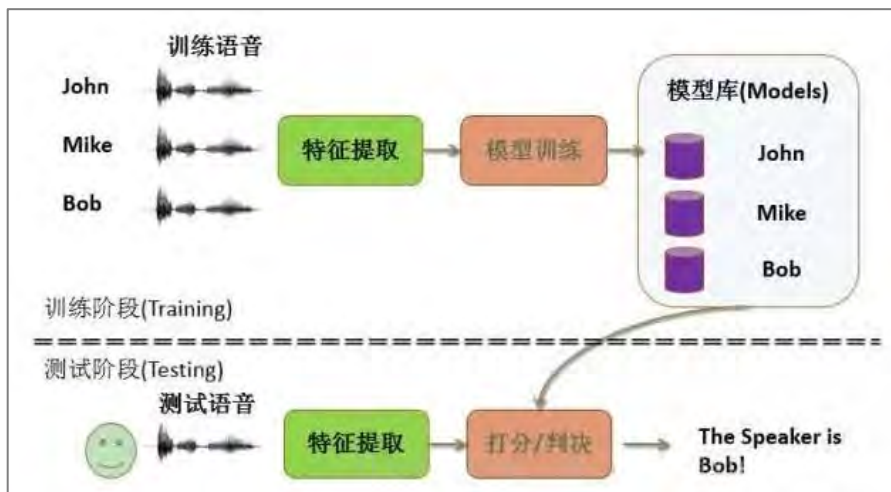 训练语音
John
Mike
Bob
特征提取
模型训练
模型库(Models)
John
Mike
Bob
训练阶段(Training)
测试阶段(Testing)
测试语音
特征提取
打分/判决
The Speaker is
Bob!